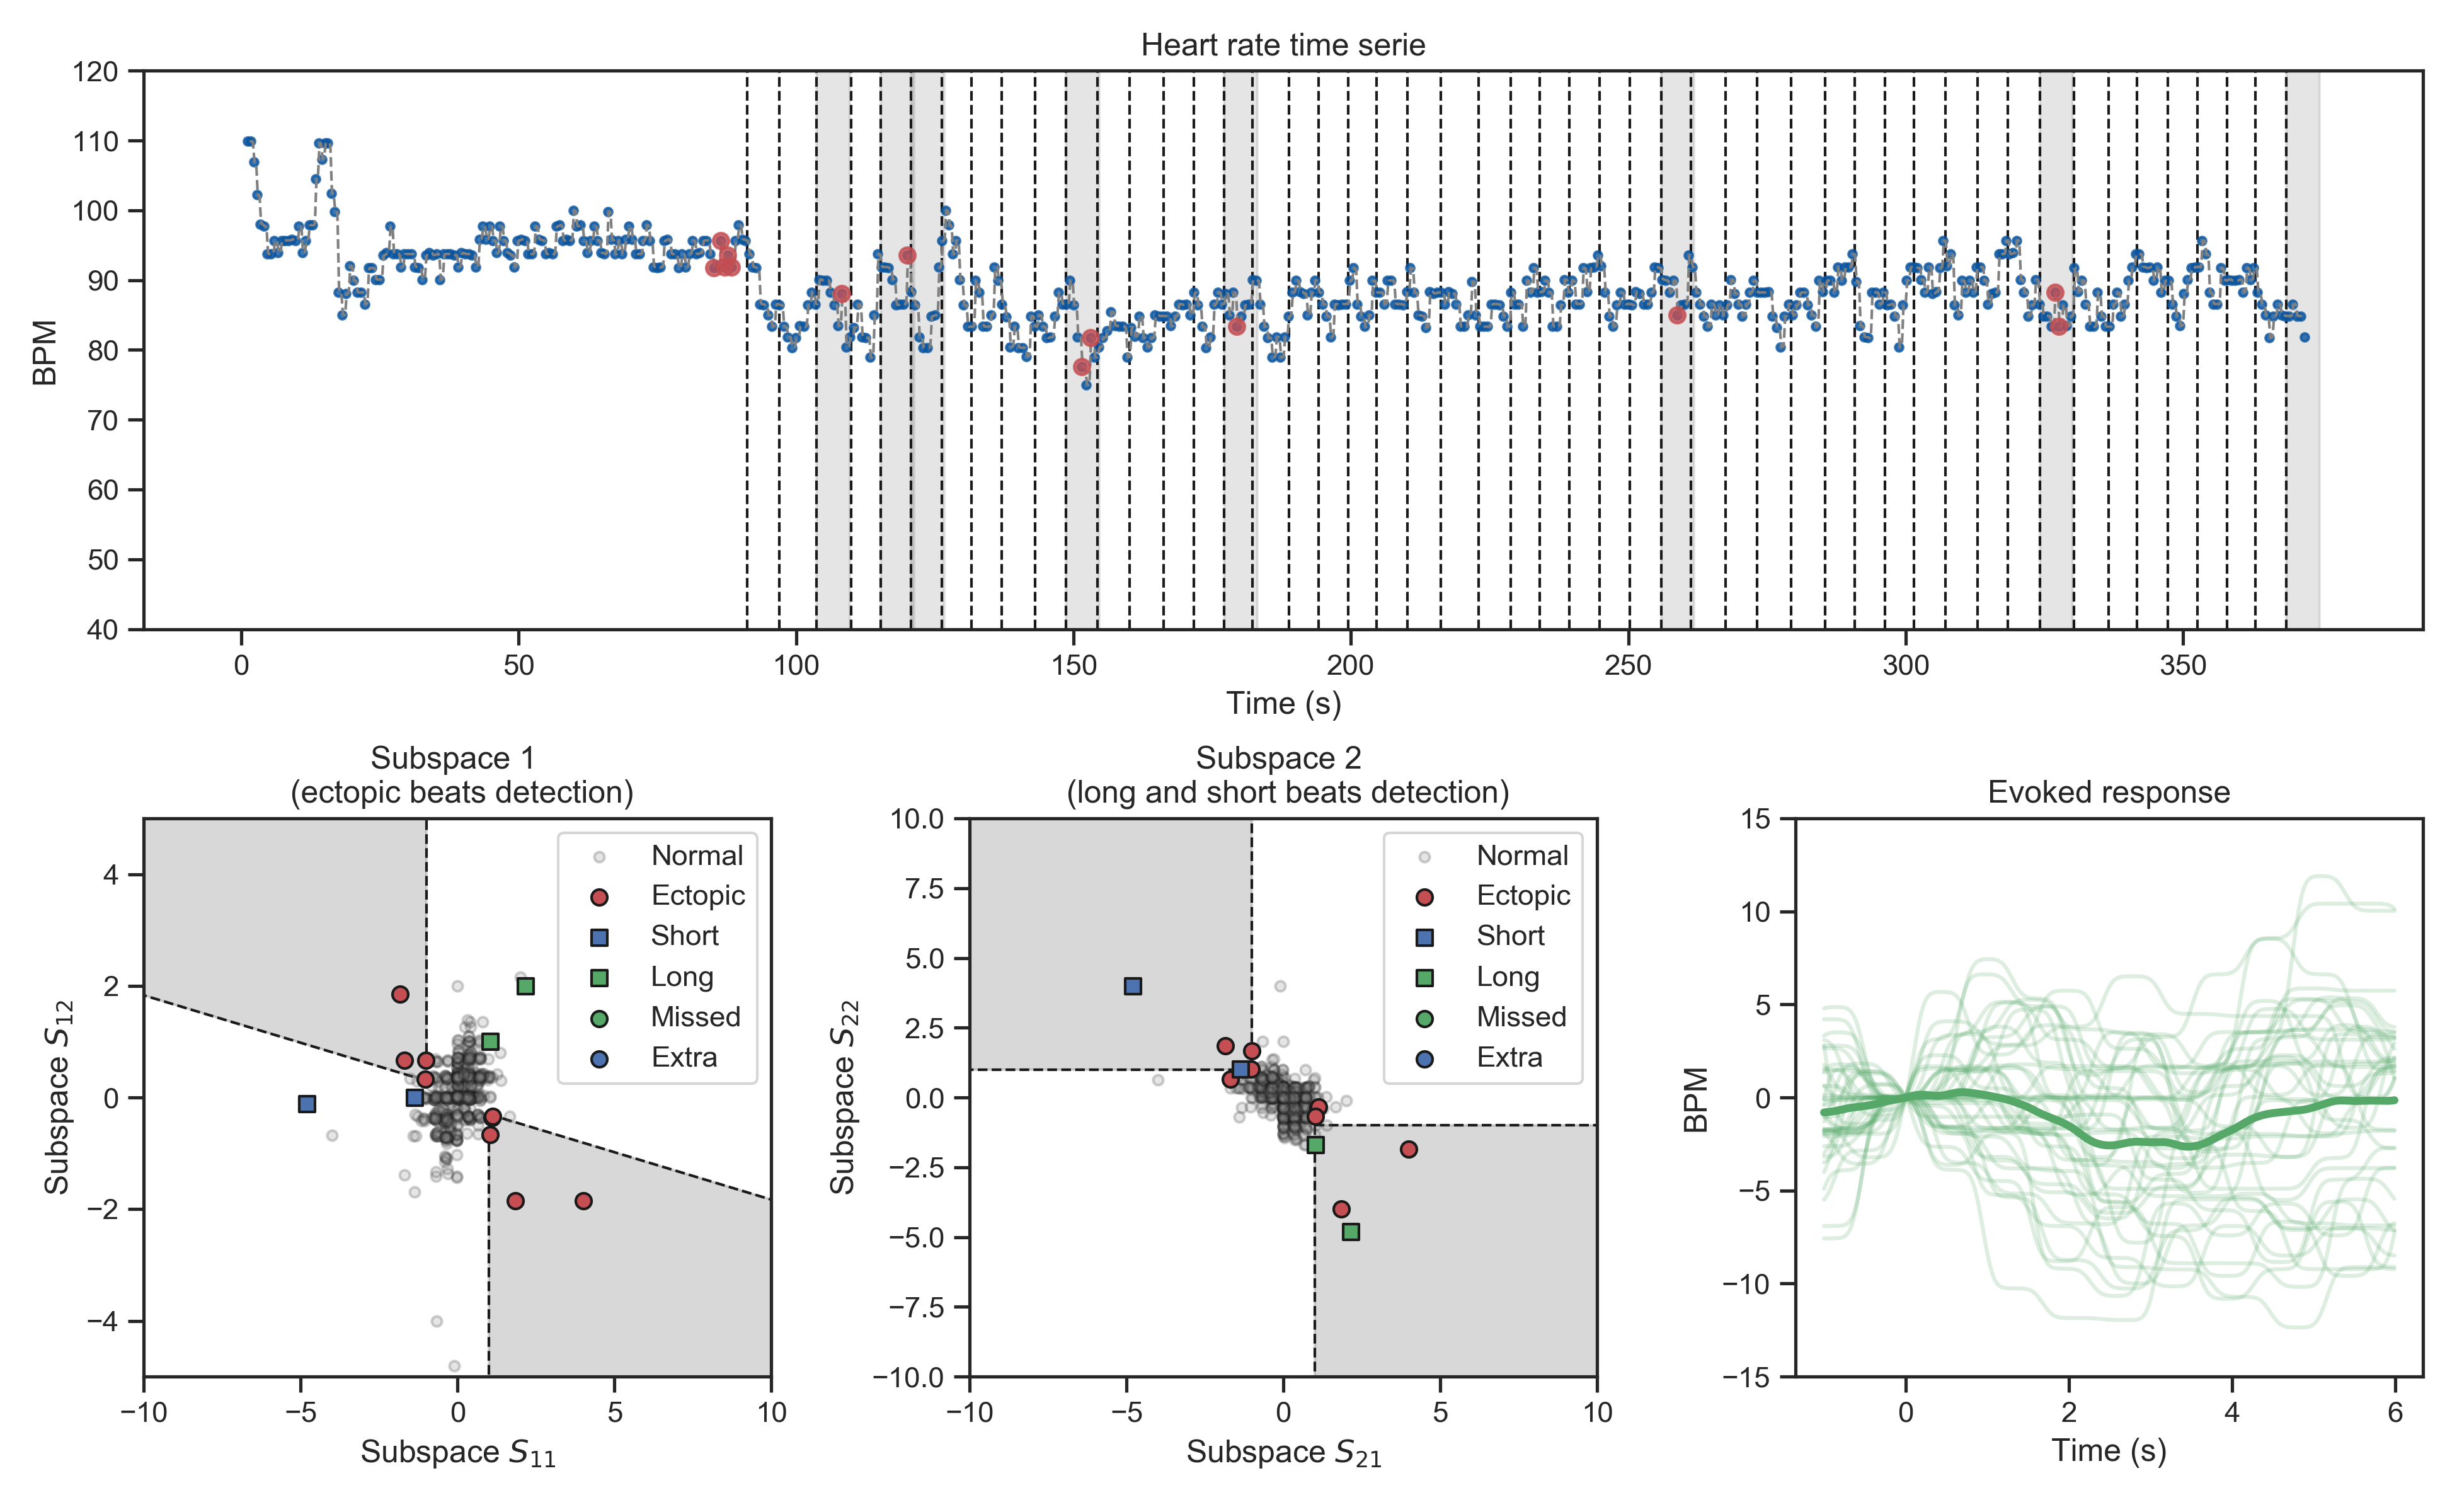 Heart rate time serie
120
110
100
90
80
70
60
50
40
BPM
0 50 100 150 200 250 300 350
Time (s)
Subspace 1
(ectopic beats detection)
4
2
0
−2
−4
Subspace S12
Normal
Ectopic
Short
Long
Missed
Extra
−10 −5 0 5 10
Subspace S11
Subspace 2
(long and short beats detection)
10.0
7.5
5.0
2.5
0.0
−2.5
−5.0
−7.5
−10.0
Subspace S22
Normal
Ectopic
Short
Long
Missed
Extra
−10 −5 0 5 10
Subspace S21
Evoked response
15
10
5
0
−5
−10
−15
BPM
0 2 4 6
Time (s)